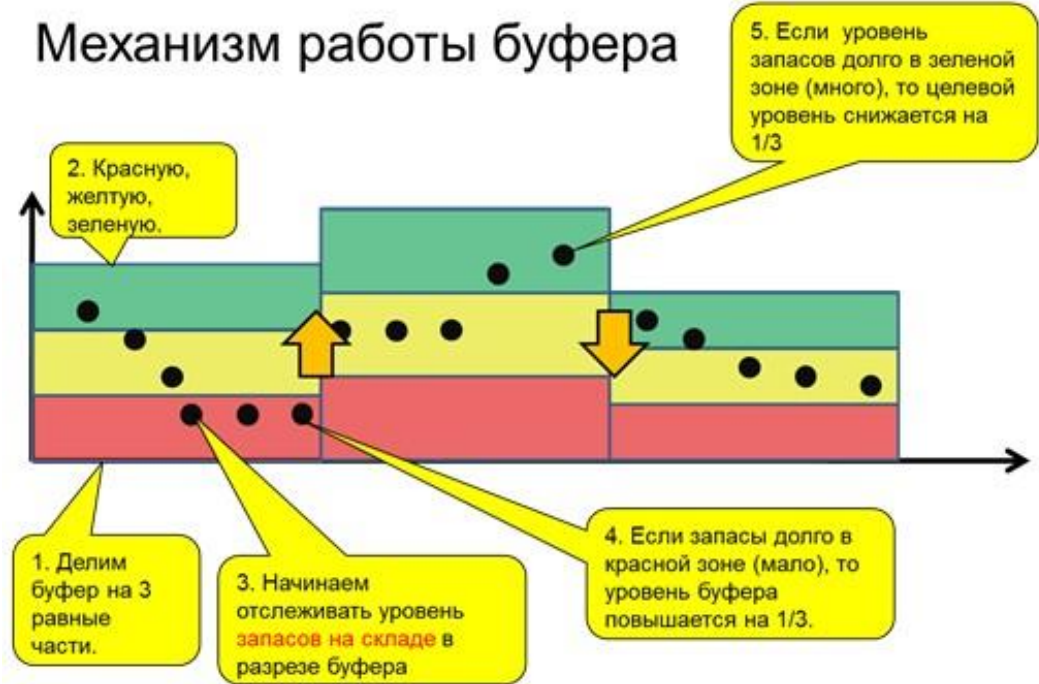 Механизм работы буфера
5. Если уровень
запасов долго в зеленой
зоне (много), то целевой
уровень снижается на
1/3
2. Красную,
желтую,
зеленую.
1. Делим
буфер на 3
равные
части.
3. Начинаем
отслеживать уровень
запасов на складе в
разрезе буфера
4. Если запасы долго в
красной зоне (мало), то
уровень буфера
повышается на 1/3.